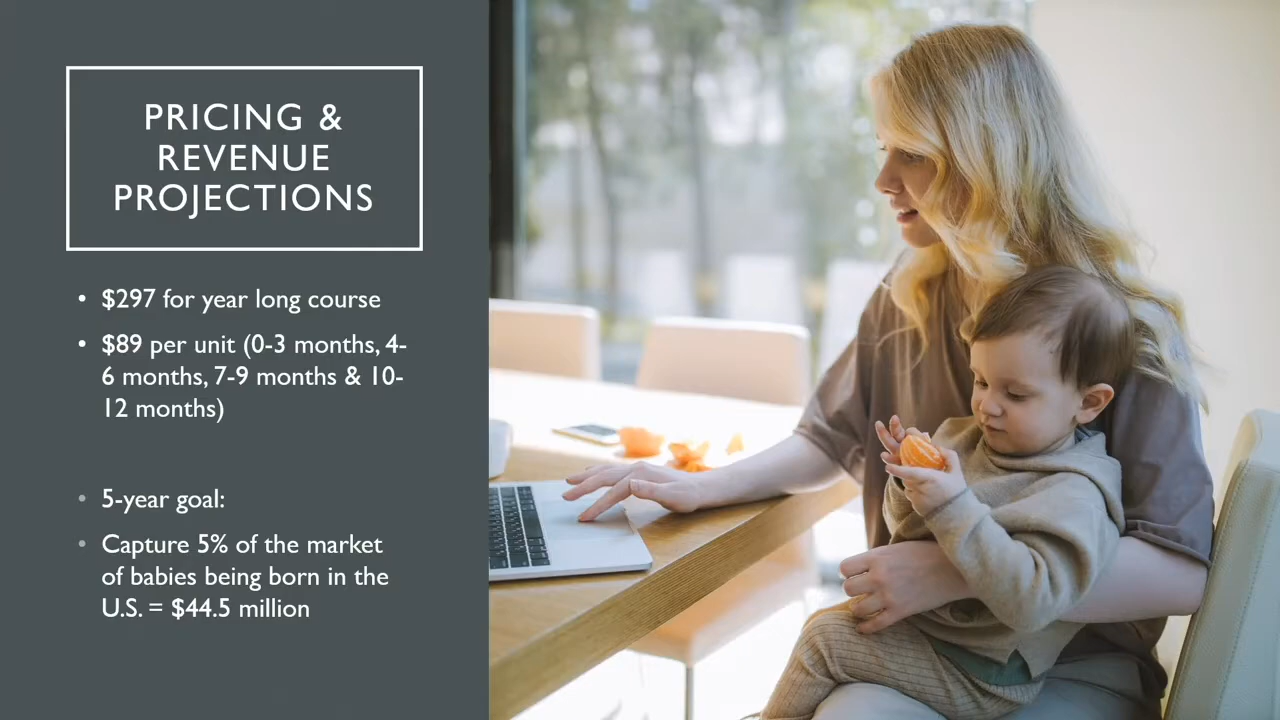 PRICING &
REVENUE
PROJECTIONS
• $297 for year long course
• $89 per unit (0-3 months, 4-
6 months, 7-9 months & 10-
12 months)
• 5-year goal:
• Capture 5% of the market
of babies being born in the
U.S. = $44.5 million